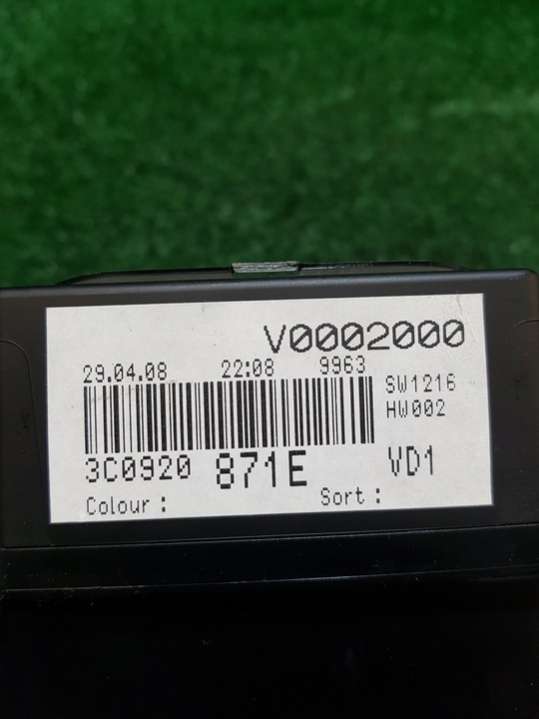 V0002000
29.04.08 22:08 9963
SW1216
HW002
3C0920 871E VD1
Colour : Sort :